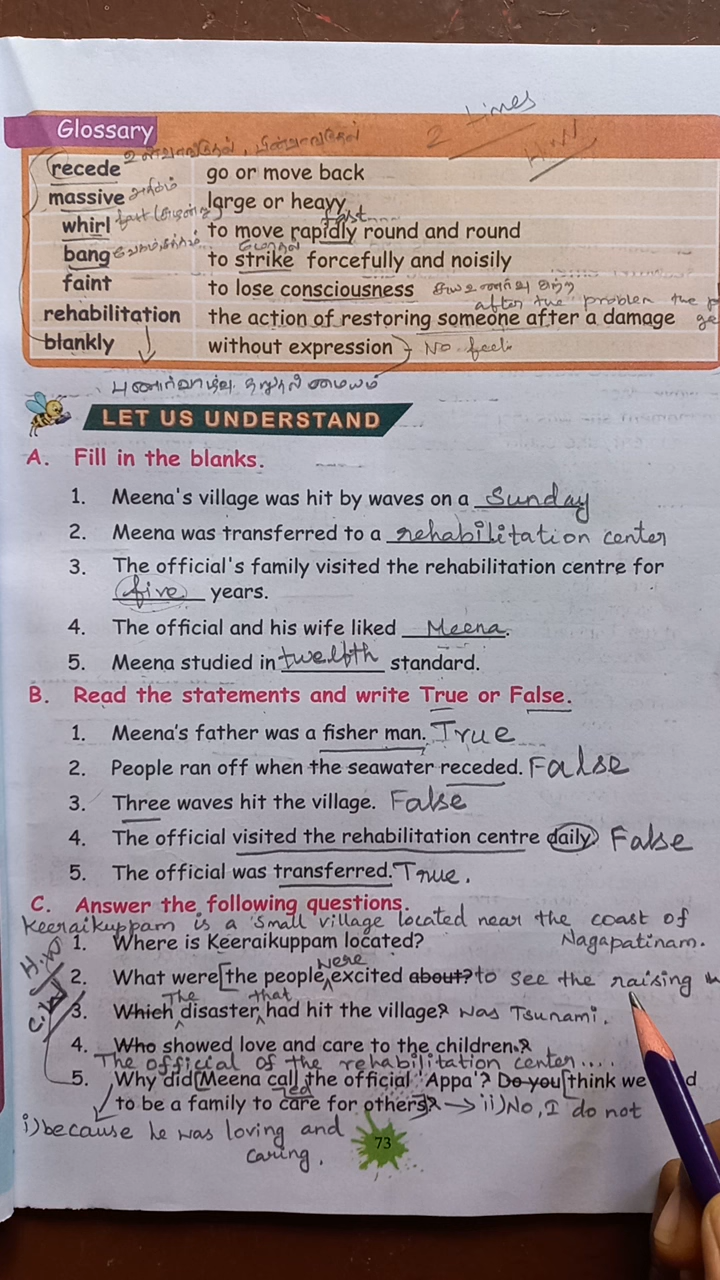 2 times
H.W
Glossary
recede go or move back
massive அதிகம் large or heavy
fast
whirl to move rapidly round and round
bang to strike forcefully and noisily
faint to lose consciousness
after the problem the
rehabilitation the action of restoring someone after a damage
blankly without expression No
LET US UNDERSTAND
A. Fill in the blanks.
1. Meena's village was hit by waves on a Sunday
2. Meena was transferred to a rehabilitation center
3. The official's family visited the rehabilitation centre for
five years.
4. The official and his wife liked Meena.
5. Meena studied in twelfth standard.
B. Read the statements and write True or False.
1. Meena's father was a fisher man. True
2. People ran off when the seawater receded. False
3. Three waves hit the village. False
4. The official visited the rehabilitation centre daily. False
5. The official was transferred. True.
C. Answer the following questions.
Keeraikuppam is a small village located near the coast of
1. Where is Keeraikuppam located? Nagapatinam.
H.W
were
2. What were the people excited about? to see the raising
The that
C.W
3. Which disaster had hit the village? was Tsunami.
4. Who showed love and care to the children?
The official of the rehabilitation center....
5. Why did Meena call the official 'Appa'? Do you think we
ed
to be a family to care for others? → ii) No, I do not
i) because he was loving and
caring.
73